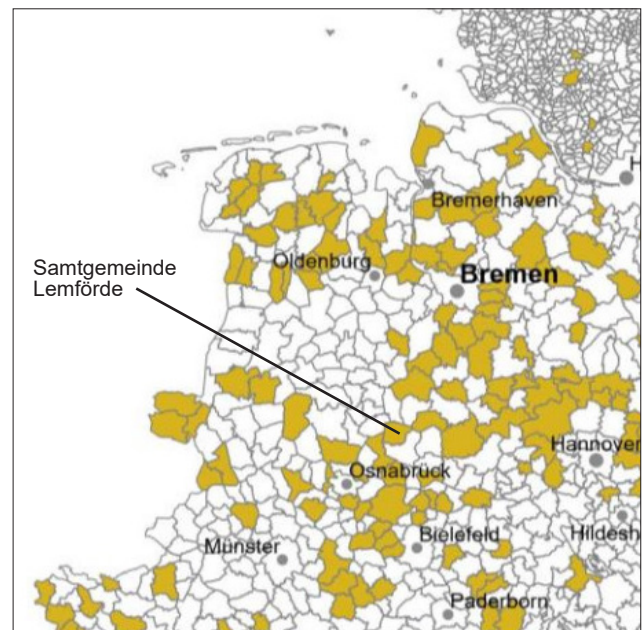 H
Bremerhaven
Samtgemeinde
Lemförde
Oldenburg
Bremen
Hannover
Osnabrück
Münster
Bielefeld
Hildesh
Paderborn